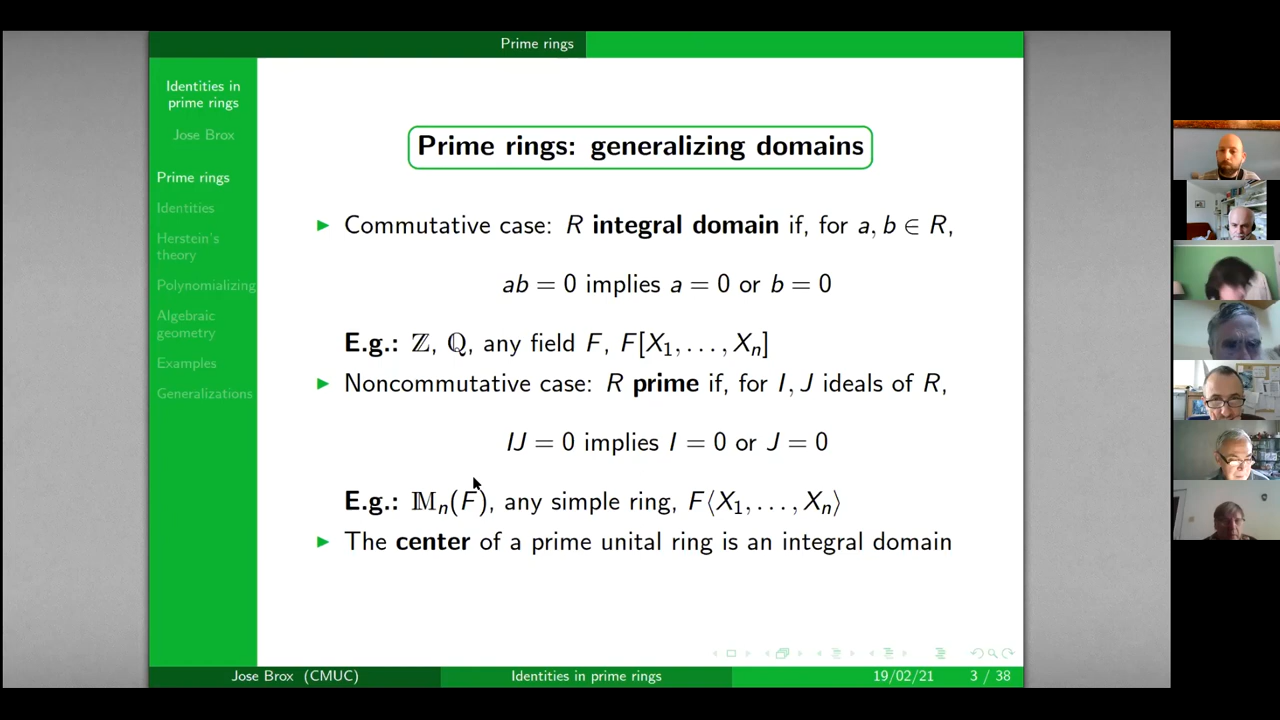 Prime rings
Identities in
prime rings
Jose Brox
Prime rings
Identities
Herstein's
theory
Polynomializing
Algebraic
geometry
Examples
Generalizations
Prime rings: generalizing domains
▶ Commutative case: R integral domain if, for a, b ∈ R,
ab = 0 implies a = 0 or b = 0
E.g.: ℤ, ℚ, any field F, F[X₁, . . . , Xₙ]
▶ Noncommutative case: R prime if, for I, J ideals of R,
IJ = 0 implies I = 0 or J = 0
E.g.: 𝕄ₙ(F), any simple ring, F⟨X₁, . . . , Xₙ⟩
▶ The center of a prime unital ring is an integral domain
Jose Brox (CMUC) Identities in prime rings 19/02/21 3 / 38